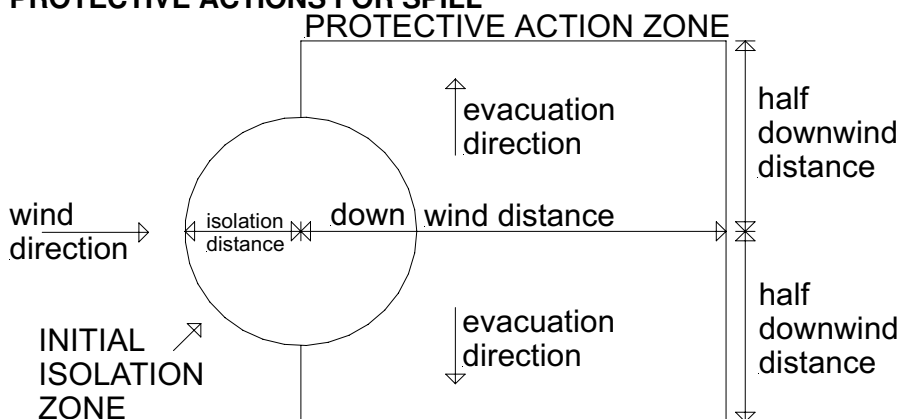 PROTECTIVE ACTIONS FOR SPILL
PROTECTIVE ACTION ZONE
evacuation
direction
half
downwind
distance
wind
direction
isolation
distance
down wind distance
INITIAL
ISOLATION
ZONE
evacuation
direction
half
downwind
distance